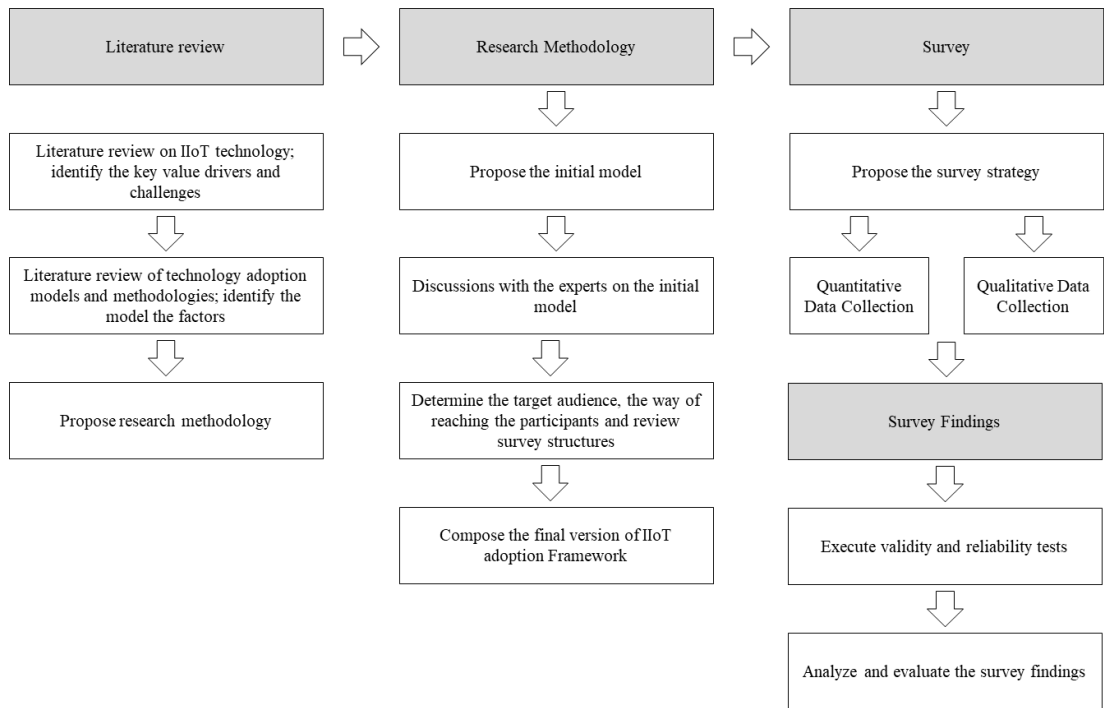 Literature review
Literature review on IIoT technology;
identify the key value drivers and
challenges
Literature review of technology adoption
models and methodologies; identify the
model the factors
Propose research methodology
Research Methodology
Propose the initial model
Discussions with the experts on the initial
model
Determine the target audience, the way of
reaching the participants and review
survey structures
Compose the final version of IIoT
adoption Framework
Survey
Propose the survey strategy
Quantitative
Data Collection
Qualitative Data
Collection
Survey Findings
Execute validity and reliability tests
Analyze and evaluate the survey findings